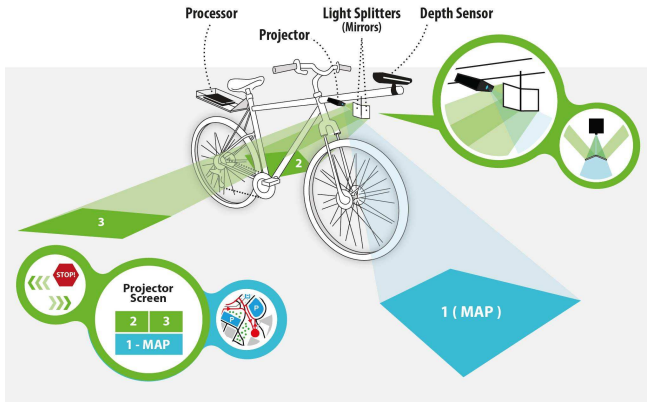 Processor
Projector
Light Splitters
(Mirrors)
Depth Sensor
2
3
STOP!
Projector
Screen
2 3
1 - MAP
P
P
1 ( MAP )